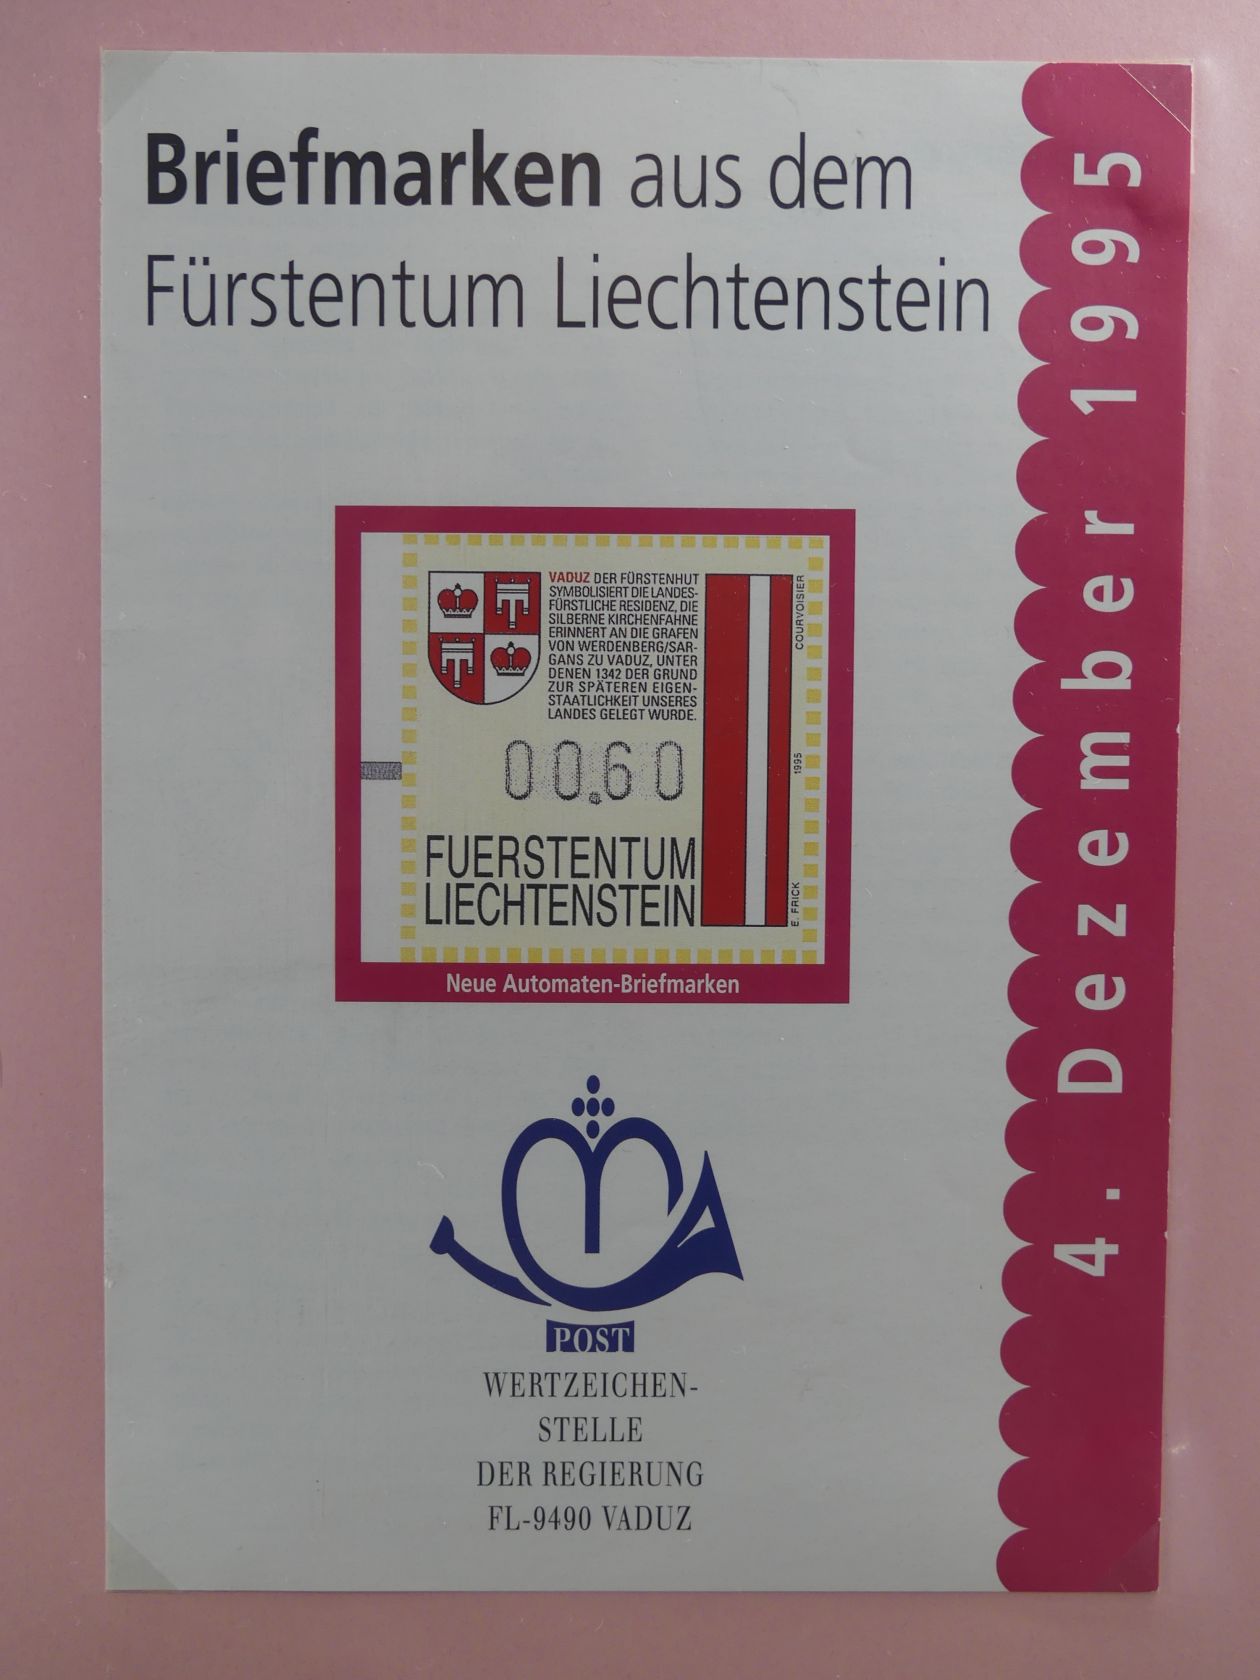 Briefmarken aus dem
Fürstentum Liechtenstein
4. Dezember 1995
VADUZ DER FÜRSTENHUT
SYMBOLISIERT DIE LANDES-
FÜRSTLICHE RESIDENZ, DIE
SILBERNE KIRCHENFAHNE
ERINNERT AN DIE GRAFEN
VON WERDENBERG/SAR-
GANS ZU VADUZ, UNTER
DENEN 1342 DER GRUND
ZUR SPÄTEREN EIGEN-
STAATLICHKEIT UNSERES
LANDES GELEGT WURDE.
00.60
FUERSTENTUM
LIECHTENSTEIN
E. FRICK
1995
COURVOISIER
Neue Automaten-Briefmarken
POST
WERTZEICHEN-
STELLE
DER REGIERUNG
FL-9490 VADUZ